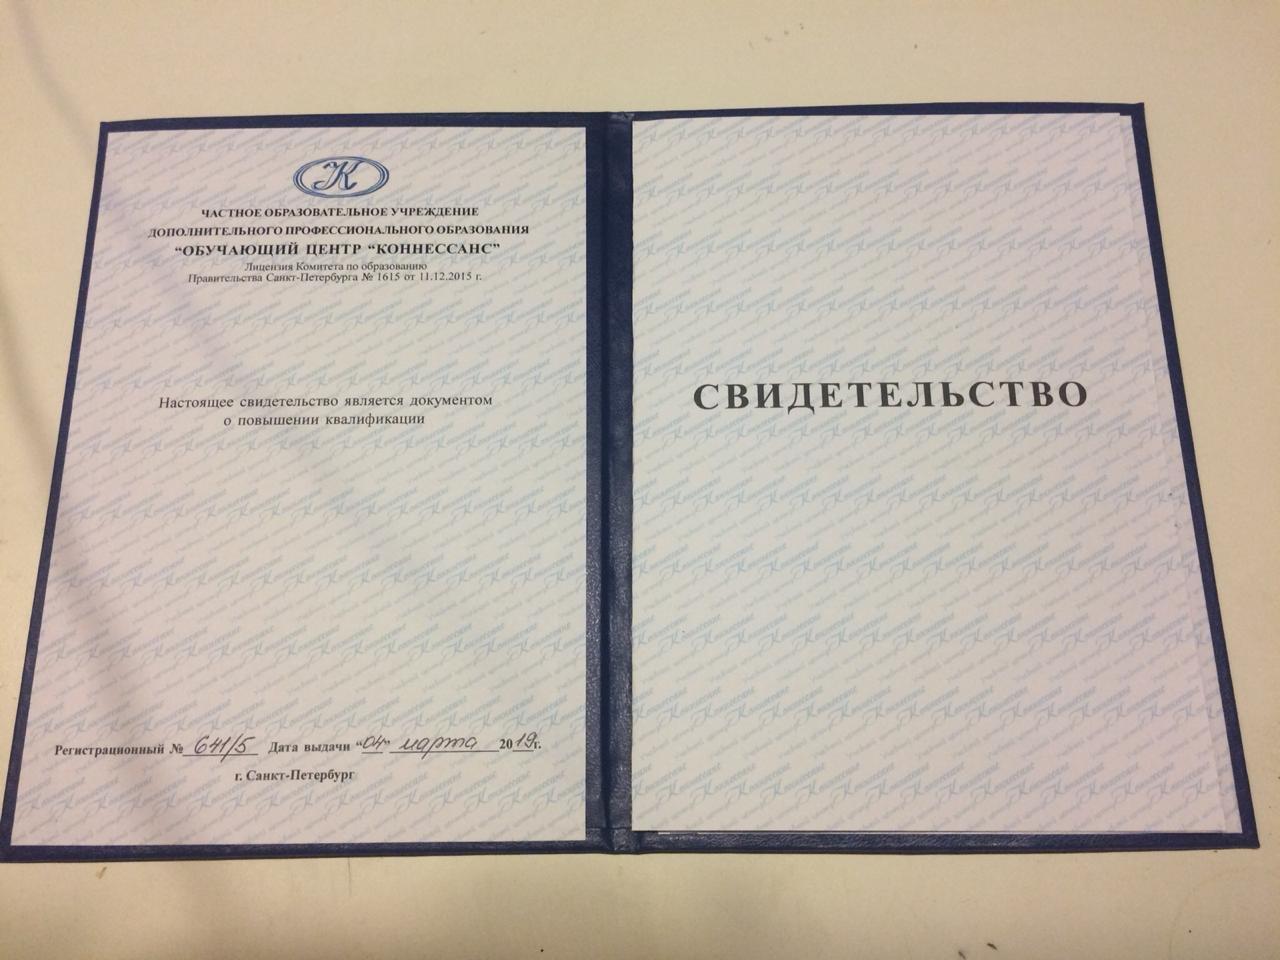 К
ЧАСТНОЕ ОБРАЗОВАТЕЛЬНОЕ УЧРЕЖДЕНИЕ
ДОПОЛНИТЕЛЬНОГО ПРОФЕССИОНАЛЬНОГО ОБРАЗОВАНИЯ
“ОБУЧАЮЩИЙ ЦЕНТР “КОННЕССАНС”
Лицензия Комитета по образованию
Правительства Санкт-Петербурга № 1615 от 11.12.2015 г.
Настоящее свидетельство является документом
о повышении квалификации
Регистрационный № 641/5 Дата выдачи “04” марта 2019г.
г. Санкт-Петербург
СВИДЕТЕЛЬСТВО